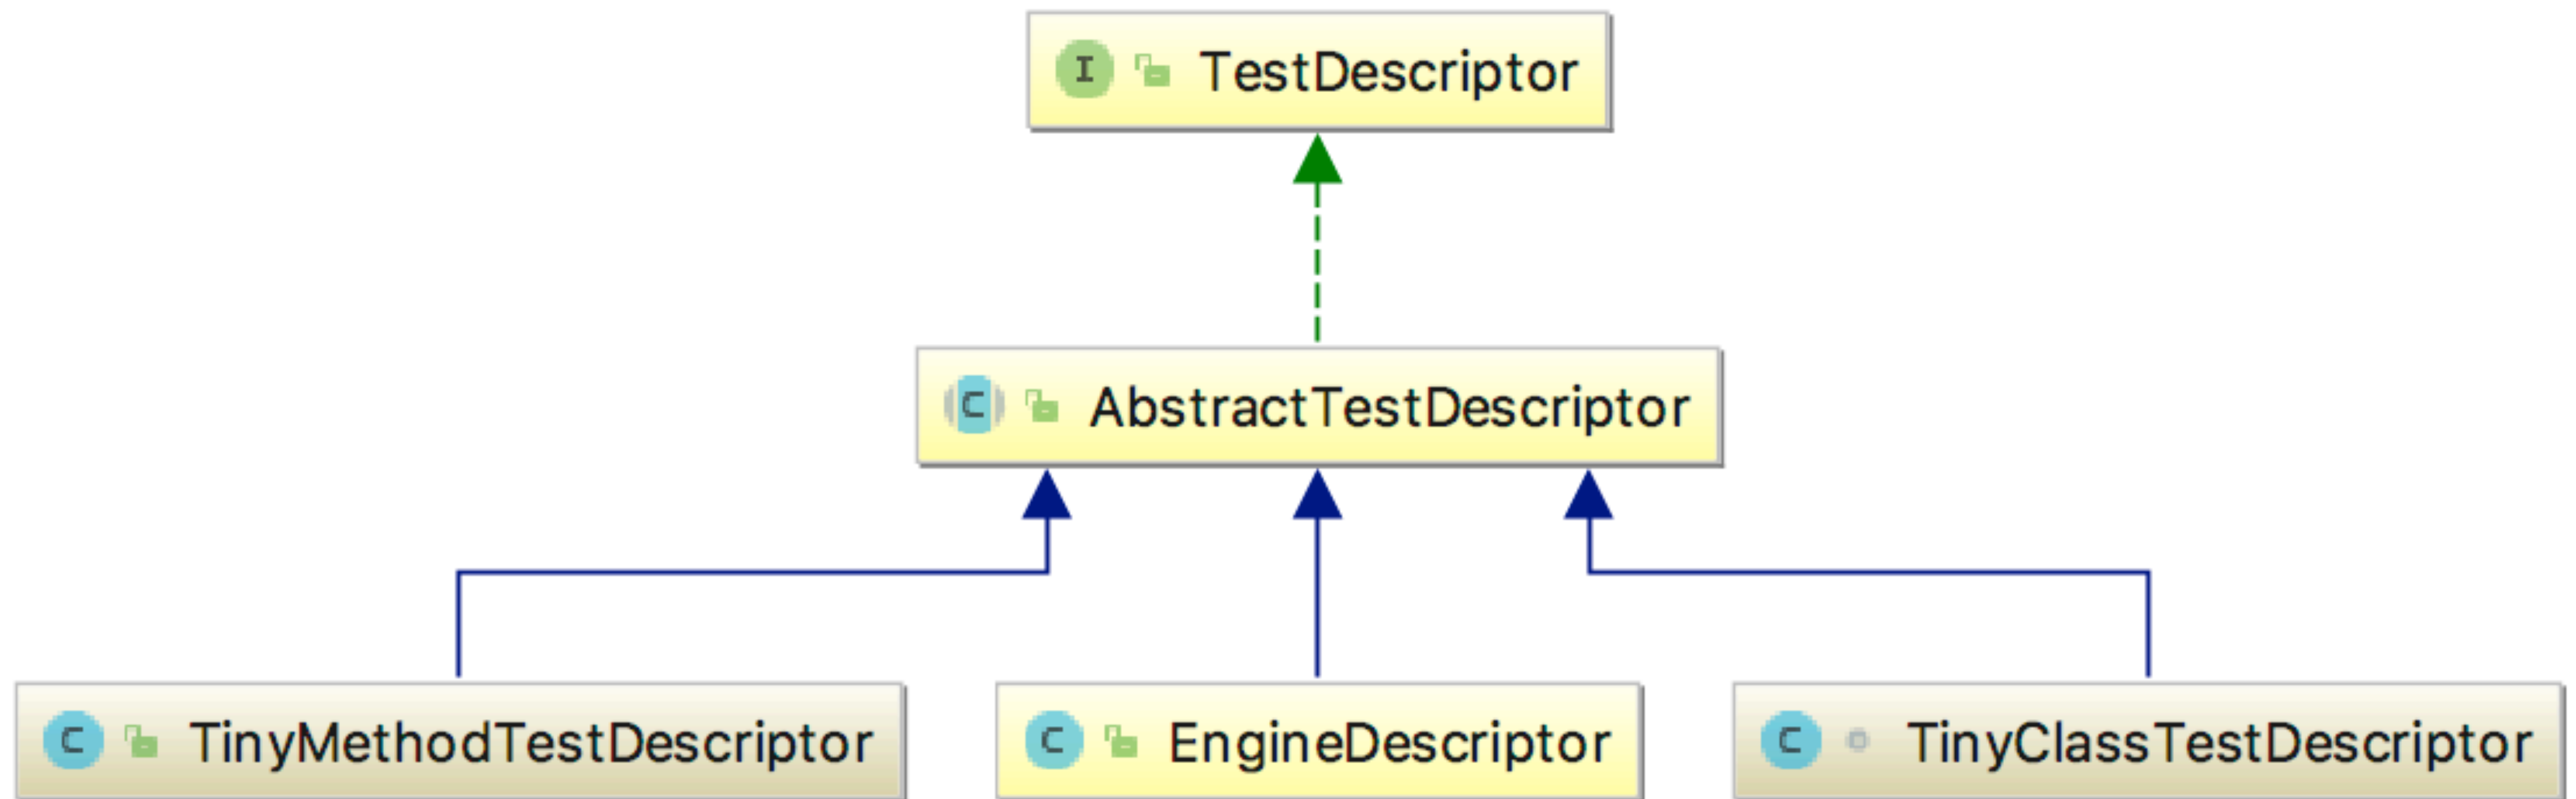 I TestDescriptor
C AbstractTestDescriptor
C TinyMethodTestDescriptor
C EngineDescriptor
C TinyClassTestDescriptor